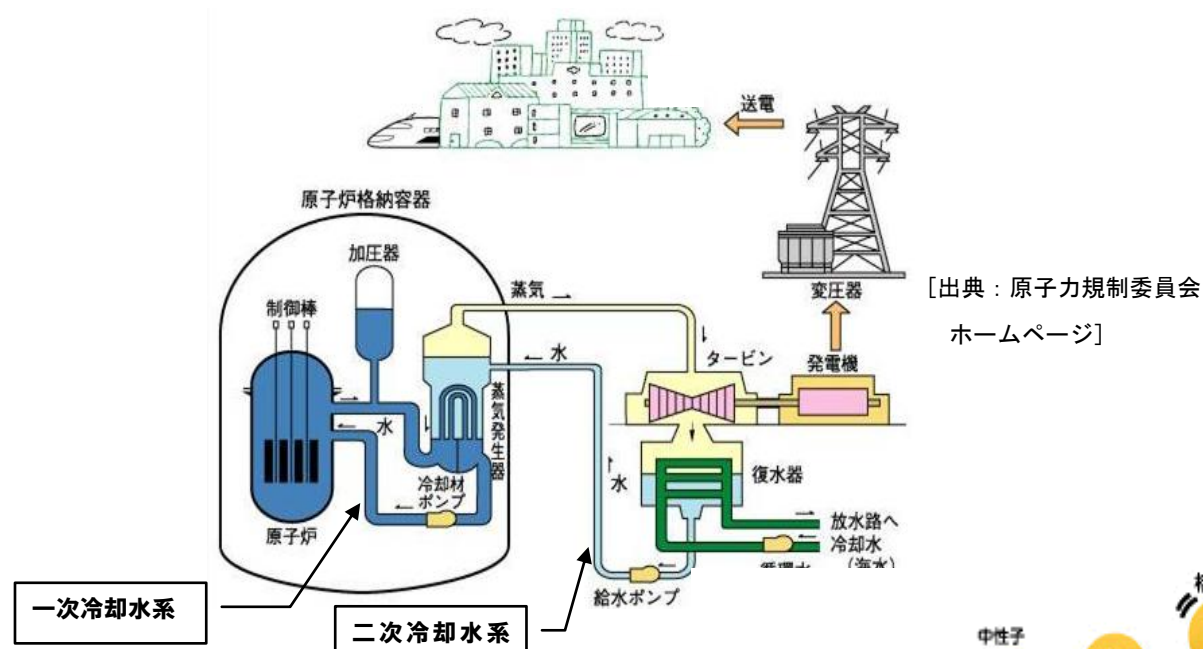 送電
原子炉格納容器
加圧器
制御棒
蒸気
変圧器
[出典：原子力規制委員会
ホームページ]
水
タービン
発電機
水
蒸気発生器
冷却材
ポンプ
原子炉
水
復水器
放水路へ
冷却水
(海水)
給水ポンプ
一次冷却水系
二次冷却水系
中性子